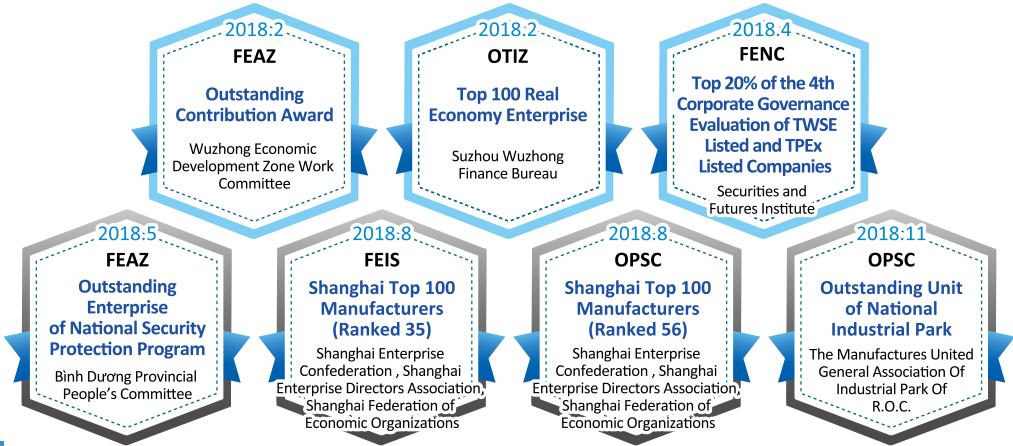 2018.2
FEAZ
Outstanding
Contribution Award
Wuzhong Economic
Development Zone Work
Committee
2018.2
OTIZ
Top 100 Real
Economy Enterprise
Suzhou Wuzhong
Finance Bureau
2018.4
FENC
Top 20% of the 4th
Corporate Governance
Evaluation of TWSE
Listed and TPEx
Listed Companies
Securities and
Futures Institute
2018.5
FEAZ
Outstanding
Enterprise
of National Security
Protection Program
Bình Dương Provincial
People’s Committee
2018.8
FEIS
Shanghai Top 100
Manufacturers
(Ranked 35)
Shanghai Enterprise
Confederation , Shanghai
Enterprise Directors Association,
Shanghai Federation of
Economic Organizations
2018.8
OPSC
Shanghai Top 100
Manufacturers
(Ranked 56)
Shanghai Enterprise
Confederation , Shanghai
Enterprise Directors Association,
Shanghai Federation of
Economic Organizations
2018.11
OPSC
Outstanding Unit
of National
Industrial Park
The Manufactures United
General Association Of
Industrial Park Of
R.O.C.